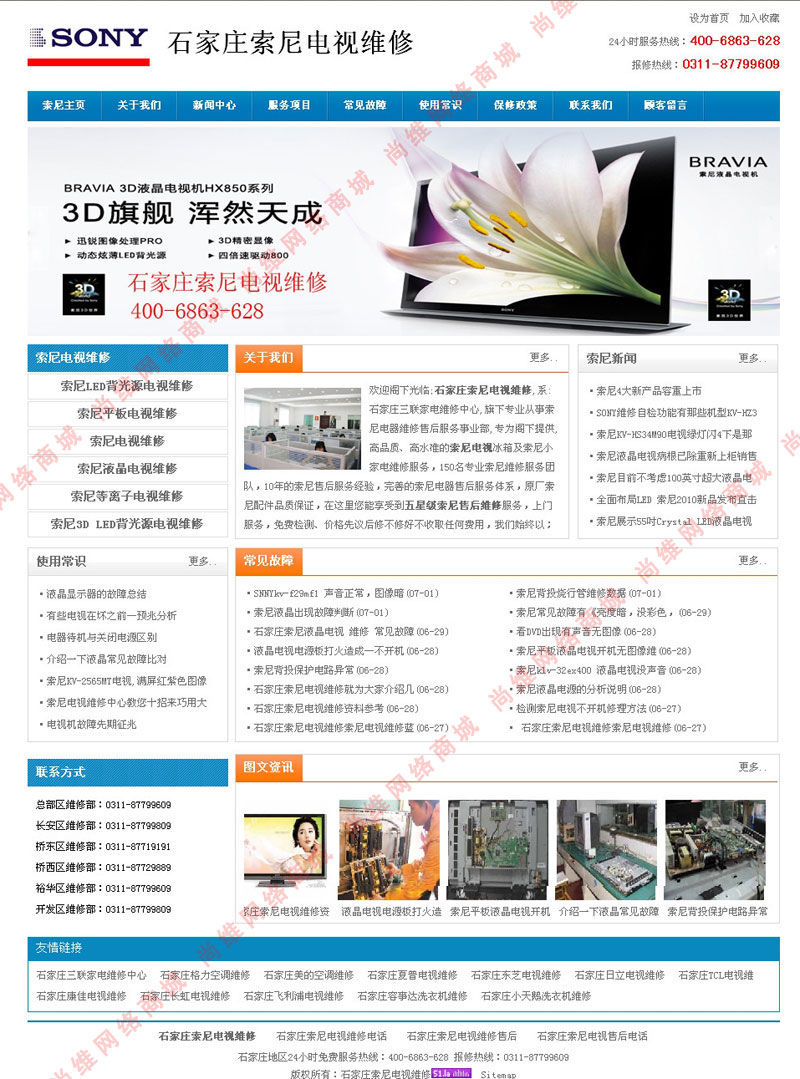 设为首页 加入收藏
SONY 石家庄索尼电视维修
24小时服务热线：400-6863-628
报修热线：0311-87799609
索尼主页 关于我们 新闻中心 服务项目 常见故障 使用常识 保修政策 联系我们 顾客留言
BRAVIA
索尼液晶电视机
BRAVIA 3D液晶电视机HX850系列
3D旗舰 浑然天成
► 迅锐图像处理PRO ► 3D精密显像
► 动态炫薄LED背光源 ► 四倍速驱动800
石家庄索尼电视维修
400-6863-628
SONY
索尼电视维修
索尼LED背光源电视维修
索尼平板电视维修
索尼电视维修
索尼液晶电视维修
索尼等离子电视维修
索尼3D LED背光源电视维修
关于我们 更多..
欢迎阁下光临;石家庄索尼电视维修,系:
石家庄三联家电维修中心,旗下专业从事索
尼电器维修售后服务事业部,专为阁下提供,
高品质、高水准的索尼电视冰箱及索尼小
家电维修服务，150名专业索尼维修服务团
队，10年的索尼售后服务经验，完善的索尼电器售后服务体系，原厂索
尼配件品质保证，在这里您能享受到五星级索尼售后维修服务，上门
服务，免费检测、价格先议后修不修好不收取任何费用，我们始终以；
索尼新闻 更多..
索尼4大新产品容重上市
SONY维修自检功能有那些机型KV-HZ3
索尼KV-HS34M90电视绿灯闪4下是那
索尼液晶电视病根已除重新上柜销售
索尼目前不考虑100英寸超大液晶电
全面布局LED 索尼2010新品发布直击
索尼展示55吋Crystal LED液晶电视
使用常识 更多..
液晶显示器的故障总结
有些电视在坏之前一预兆分析
电器待机与关闭电源区别
介绍一下液晶常见故障比对
索尼KV-2565MT电视,满屏红紫色图像
索尼电视维修中心教您十招来巧用大
电视机故障先期征兆
常见故障 更多..
SNNYkv-f29mf1 声音正常，图像暗(07-01)
索尼液晶出现故障判断(07-01)
石家庄索尼液晶电视 维修 常见故障(06-29)
液晶电视电源板打火造成一不开机(06-28)
索尼背投保护电路异常(06-28)
石家庄索尼电视维修就为大家介绍几(06-28)
石家庄索尼电视维修资料参考(06-28)
石家庄索尼电视维修索尼电视维修蓝(06-27)
索尼背投烧行管维修数据(07-01)
索尼常见故障有《亮度暗，没彩色，(06-29)
看DVD出现有声音无图像(06-28)
索尼平板液晶电视开机无图像维(06-28)
索尼klv-32ex400 液晶电视没声音(06-28)
索尼液晶电源的分析说明(06-28)
检测索尼电视不开机修理方法(06-27)
石家庄索尼电视维修索尼电视维修(06-27)
联系方式
总部区维修部：0311-87799609
长安区维修部：0311-87799809
桥东区维修部：0311-87719191
桥西区维修部：0311-87729889
裕华区维修部：0311-87799609
开发区维修部：0311-87799809
图文资讯 更多..
庄索尼电视维修资 液晶电视电源板打火造 索尼平板液晶电视开机 介绍一下液晶常见故障 索尼背投保护电路异常
友情链接
石家庄三联家电维修中心 石家庄格力空调维修 石家庄美的空调维修 石家庄夏普电视维修 石家庄东芝电视维修 石家庄日立电视维修 石家庄TCL电视维
石家庄康佳电视维修 石家庄长虹电视维修 石家庄飞利浦电视维修 石家庄容事达洗衣机维修 石家庄小天鹅洗衣机维修
石家庄索尼电视维修 石家庄索尼电视维修电话 石家庄索尼电视维修售后 石家庄索尼电视售后电话
石家庄地区24小时免费服务热线：400-6863-628 报修热线：0311-87799609
版权所有：石家庄索尼电视维修 51.la Sitemap
尚维网络商城